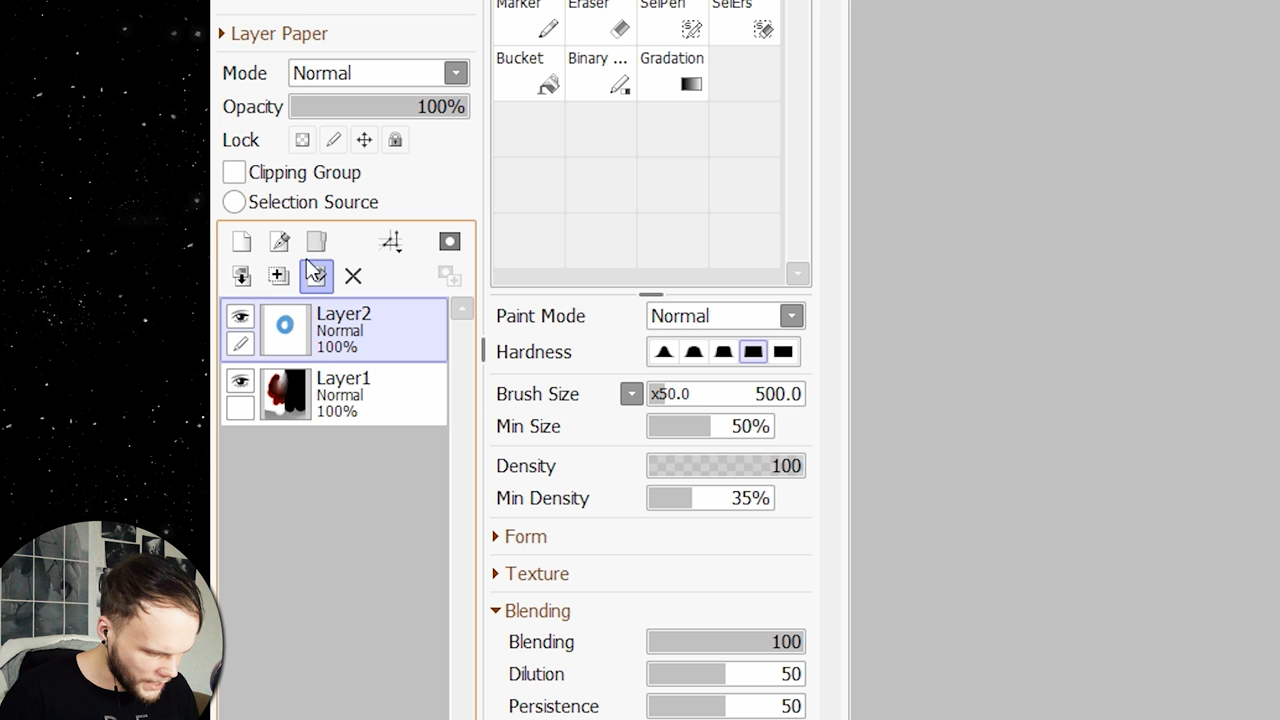 Layer Paper
Mode Normal
Opacity 100%
Lock
Clipping Group
Selection Source
Layer2
Normal
100%
Layer1
Normal
100%
Marker Eraser SelPen SelErs
Bucket Binary ... Gradation
Paint Mode Normal
Hardness
Brush Size x50.0 500.0
Min Size 50%
Density 100
Min Density 35%
Form
Texture
Blending
Blending 100
Dilution 50
Persistence 50